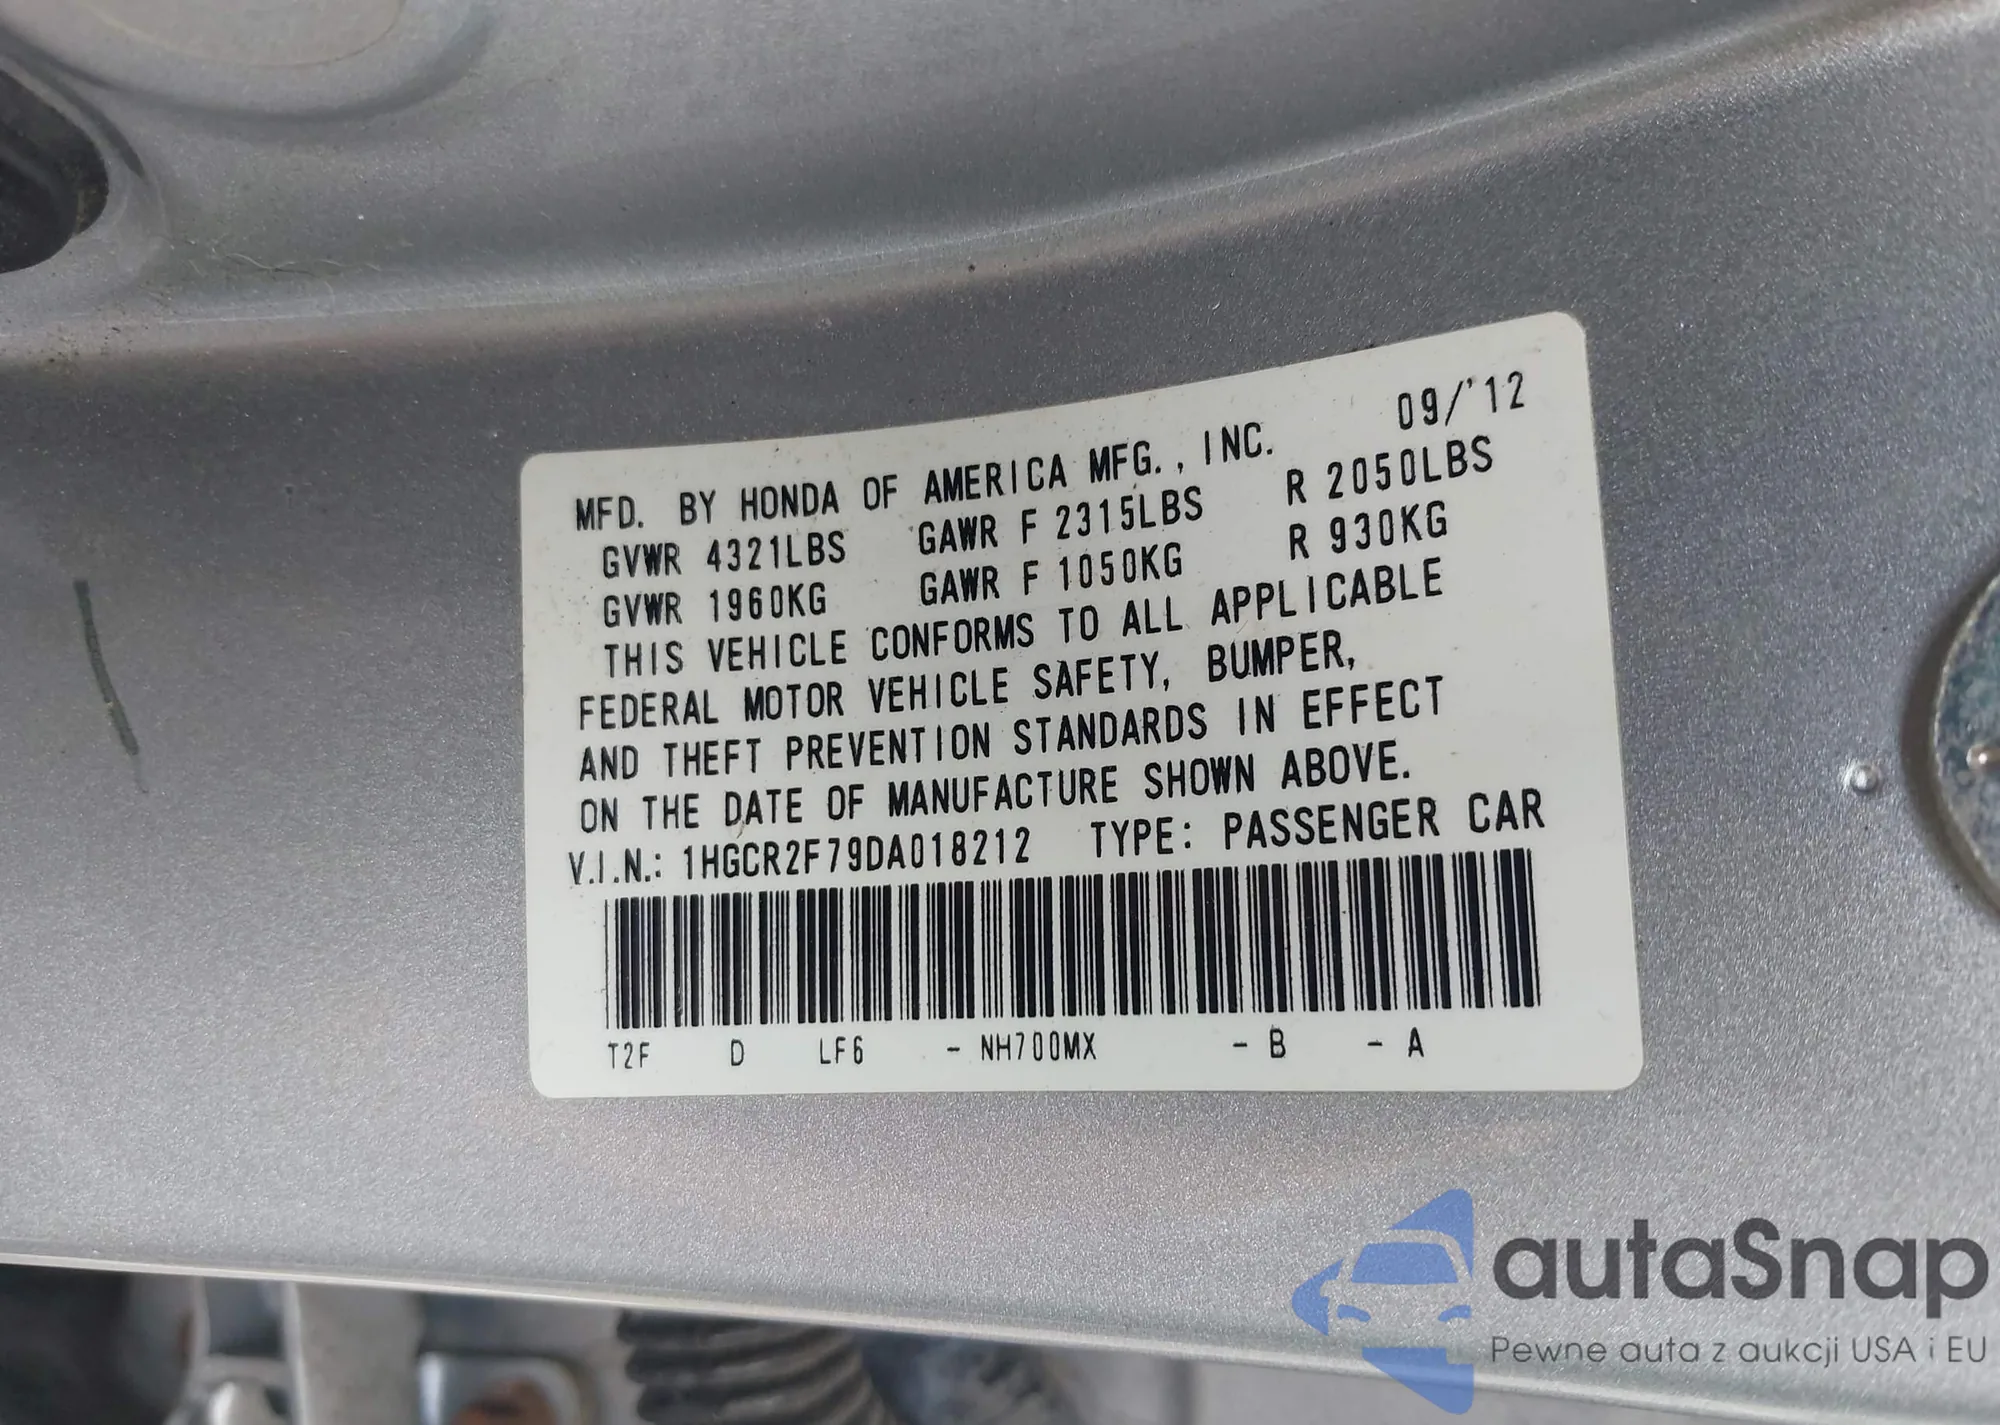 09/'12
MFD. BY HONDA OF AMERICA MFG., INC.
GVWR 4321LBS GAWR F 2315LBS R 2050LBS
GVWR 1960KG GAWR F 1050KG R 930KG
THIS VEHICLE CONFORMS TO ALL APPLICABLE
FEDERAL MOTOR VEHICLE SAFETY, BUMPER,
AND THEFT PREVENTION STANDARDS IN EFFECT
ON THE DATE OF MANUFACTURE SHOWN ABOVE.
V.I.N.: 1HGCR2F79DA018212 TYPE: PASSENGER CAR
T2F D LF6 - NH700MX - B - A
autaSnap
Pewne auta z aukcji USA i EU